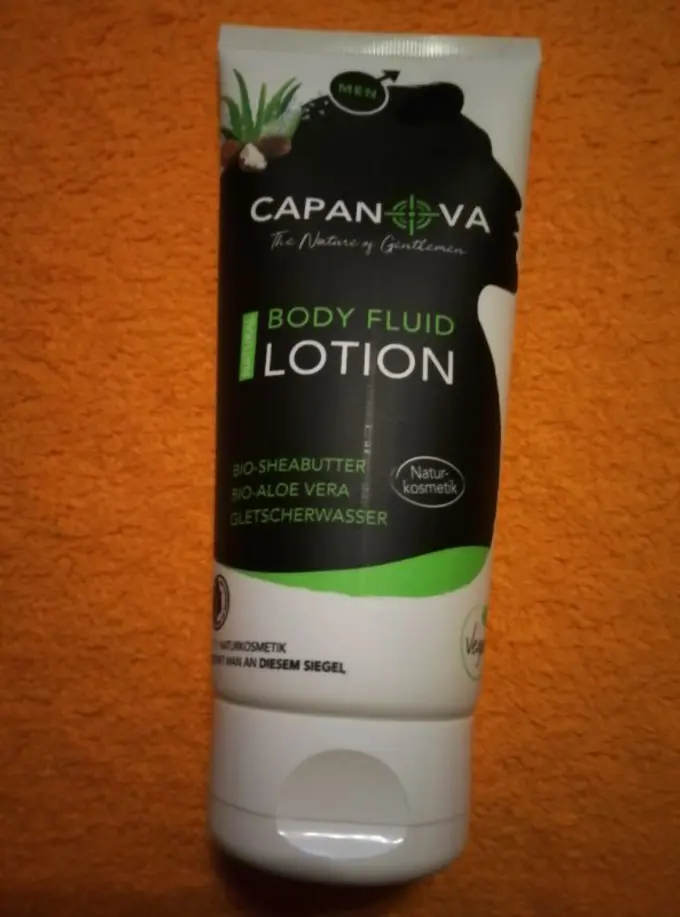 MEN
CAPANOVA
The Nature of Gentlemen
NATURAL
BODY FLUID
LOTION
BIO-SHEABUTTER
BIO-ALOE VERA
GLETSCHERWASSER
Natur-
kosmetik
NATURKOSMETIK
MAN AN DIESEM SIEGEL